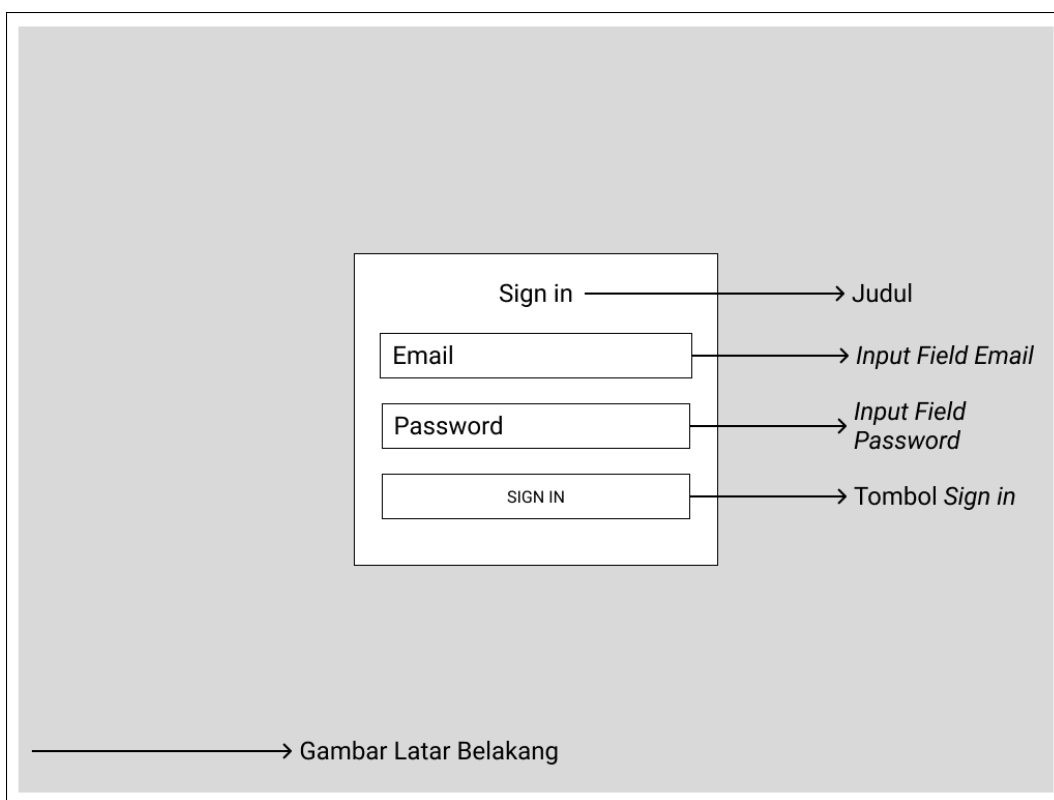 Sign in
Judul
Email
Input Field Email
Password
Input Field
Password
SIGN IN
Tombol Sign in
Gambar Latar Belakang